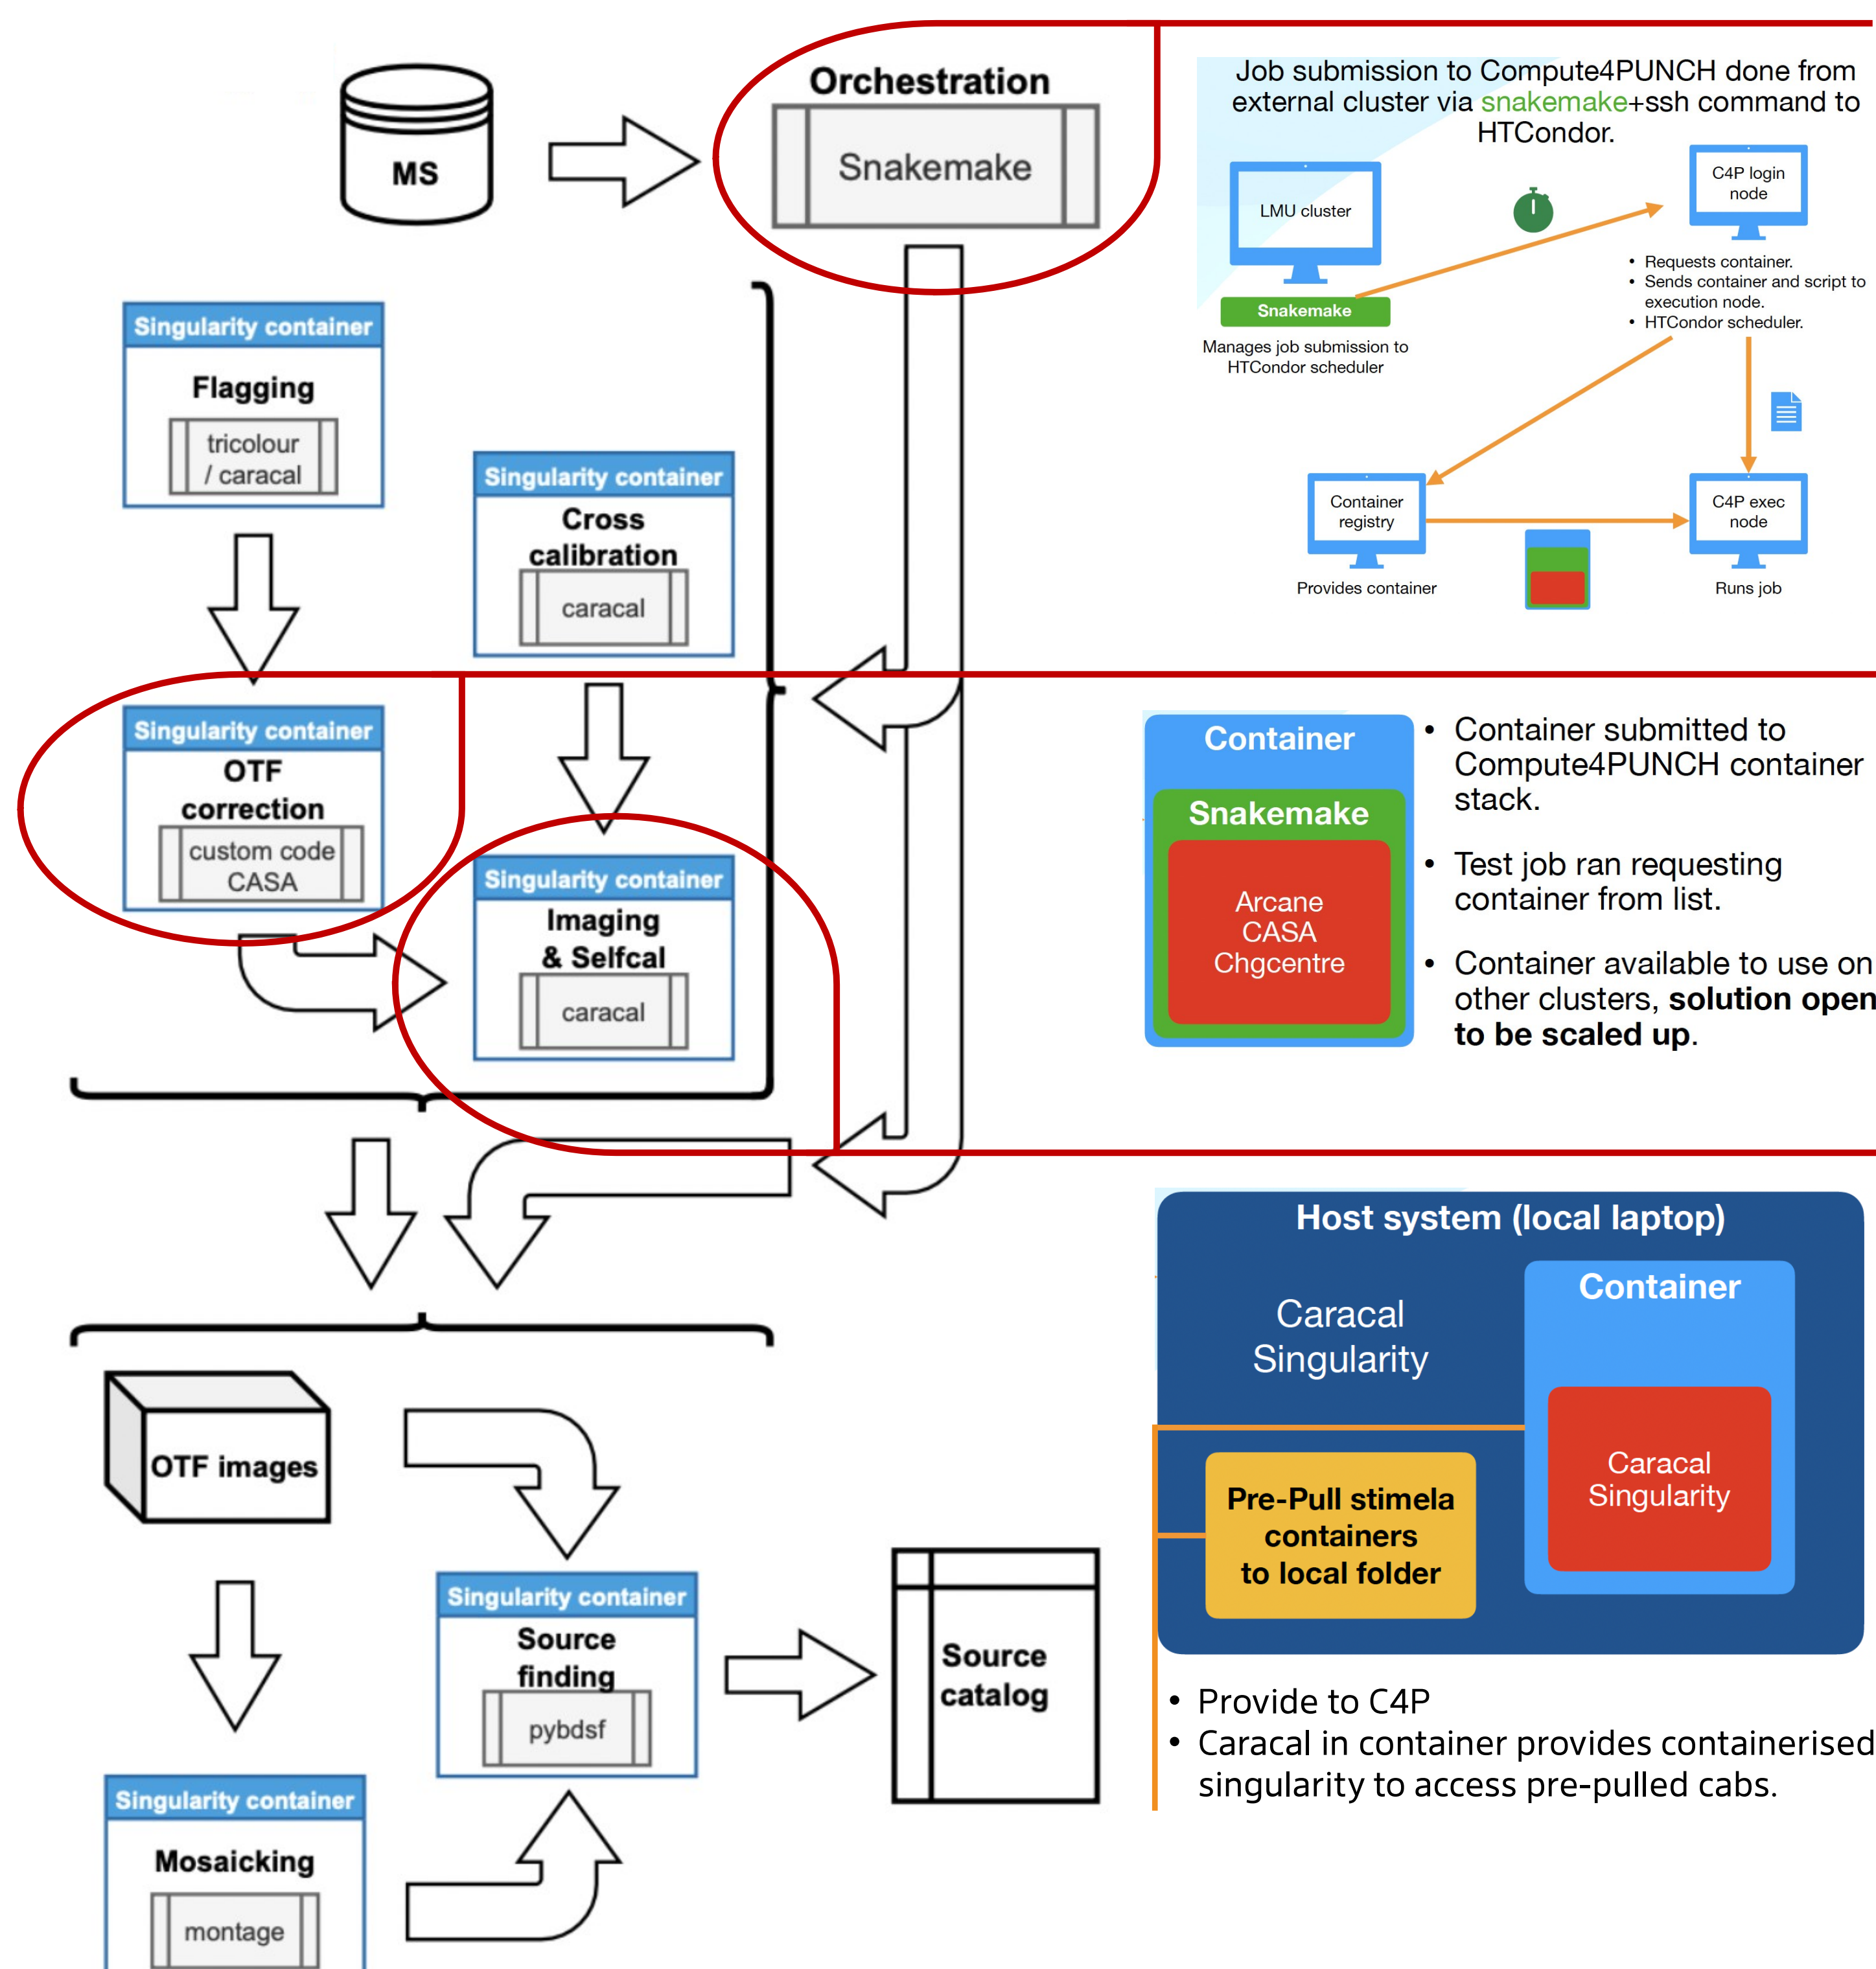 Orchestration
MS
Snakemake
Job submission to Compute4PUNCH done from
external cluster via snakemake+ssh command to
HTCondor.
LMU cluster
C4P login
node
Snakemake
Manages job submission to
HTCondor scheduler
• Requests container.
• Sends container and script to
execution node.
• HTCondor scheduler.
Container
registry
Provides container
C4P exec
node
Runs job
Singularity container
Flagging
tricolour
/ caracal
Singularity container
Cross
calibration
caracal
Singularity container
OTF
correction
custom code
CASA
Singularity container
Imaging
& Selfcal
caracal
Container
Snakemake
Arcane
CASA
Chgcentre
• Container submitted to
Compute4PUNCH container
stack.
• Test job ran requesting
container from list.
• Container available to use on
other clusters, solution open
to be scaled up.
Host system (local laptop)
Caracal
Singularity
Container
Caracal
Singularity
Pre-Pull stimela
containers
to local folder
• Provide to C4P
• Caracal in container provides containerised
singularity to access pre-pulled cabs.
OTF images
Singularity container
Source
finding
pybdsf
Source
catalog
Singularity container
Mosaicking
montage